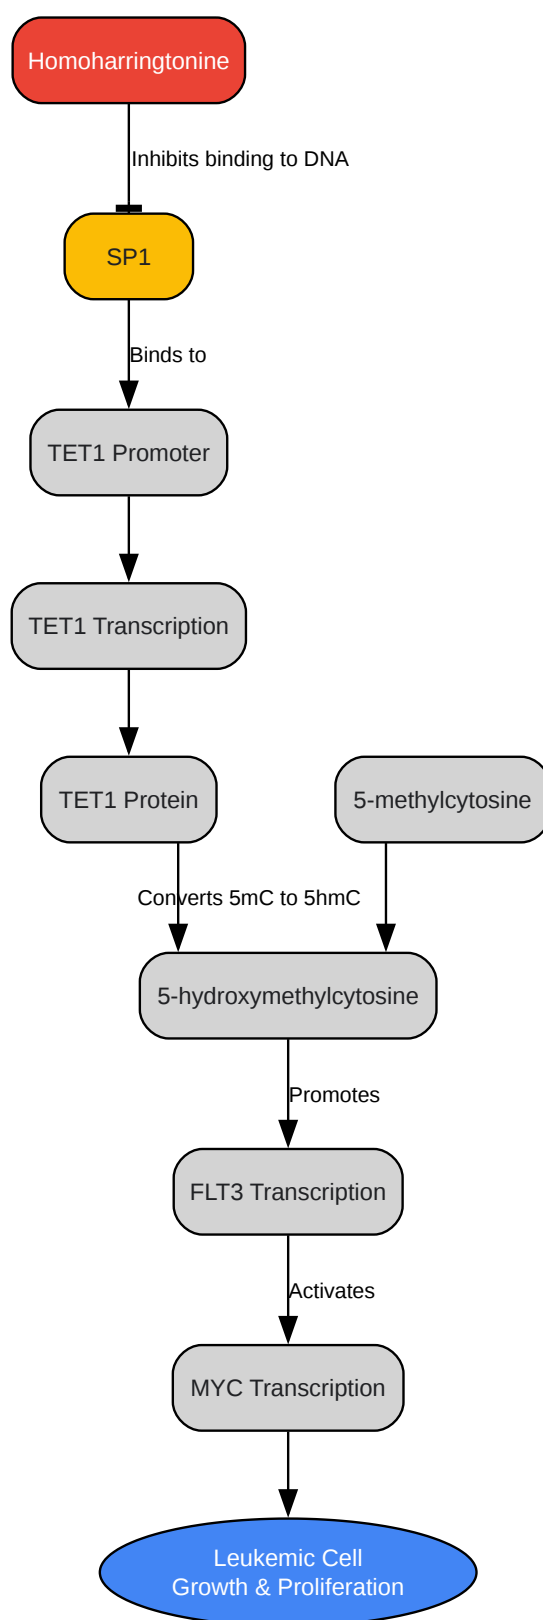 Homoharringtonine
Inhibits binding to DNA
SP1
Binds to
TET1 Promoter
TET1 Transcription
TET1 Protein
5-methylcytosine
Converts 5mC to 5hmC
5-hydroxymethylcytosine
Promotes
FLT3 Transcription
Activates
MYC Transcription
Leukemic Cell
Growth & Proliferation